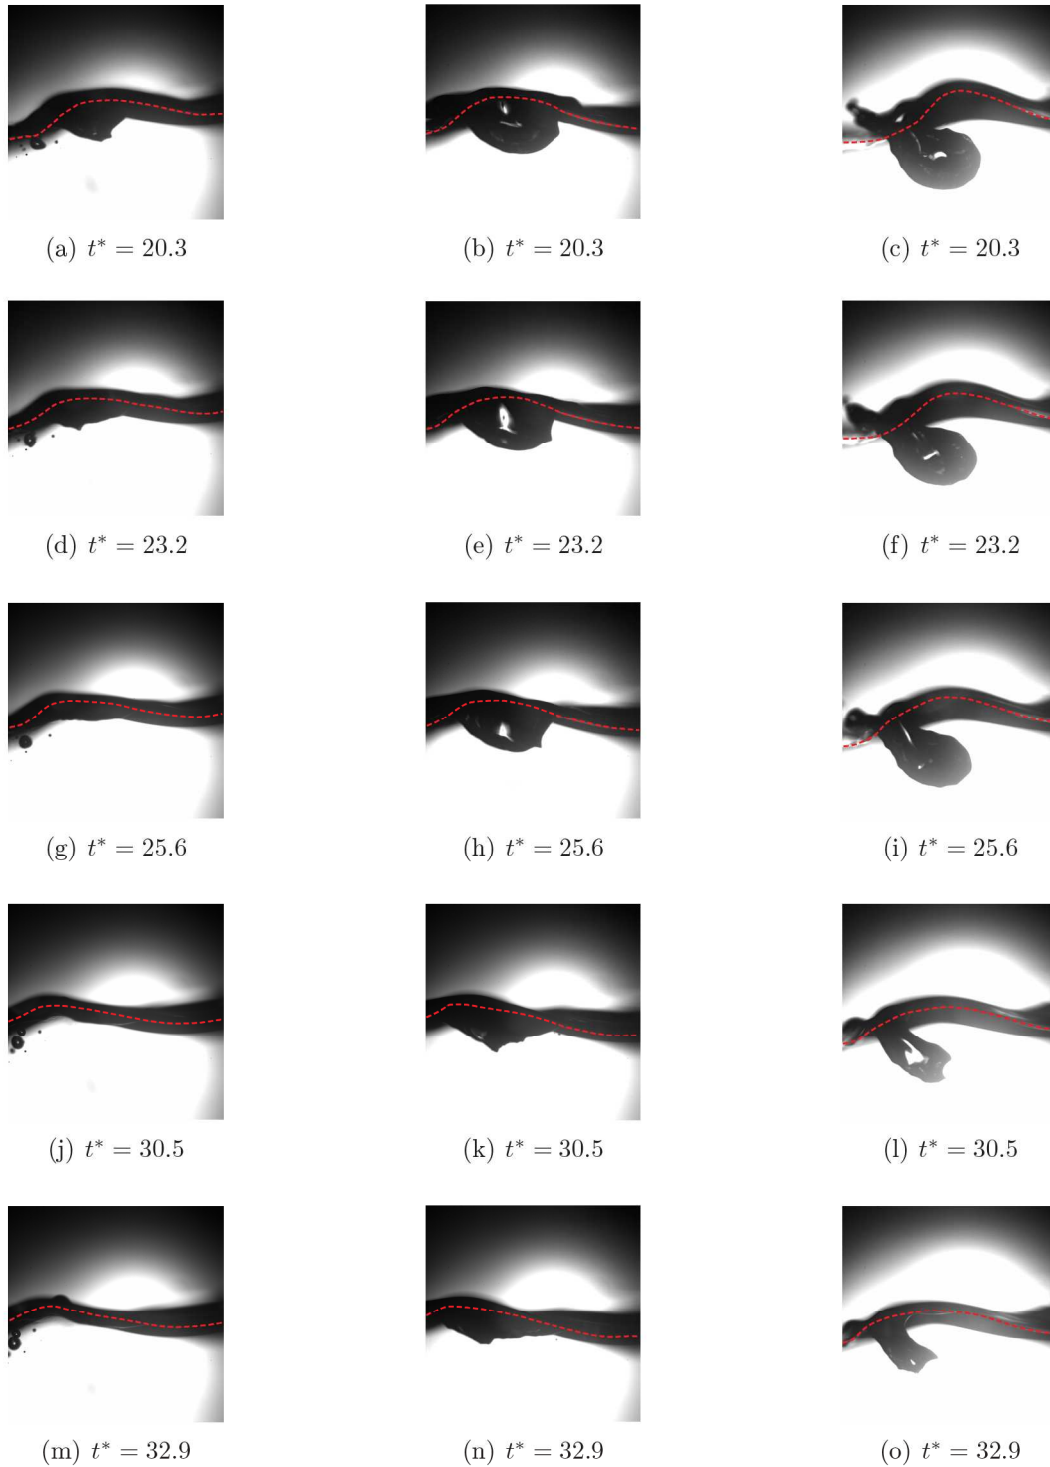 (a) t* = 20.3
(b) t* = 20.3
(c) t* = 20.3
(d) t* = 23.2
(e) t* = 23.2
(f) t* = 23.2
(g) t* = 25.6
(h) t* = 25.6
(i) t* = 25.6
(j) t* = 30.5
(k) t* = 30.5
(l) t* = 30.5
(m) t* = 32.9
(n) t* = 32.9
(o) t* = 32.9